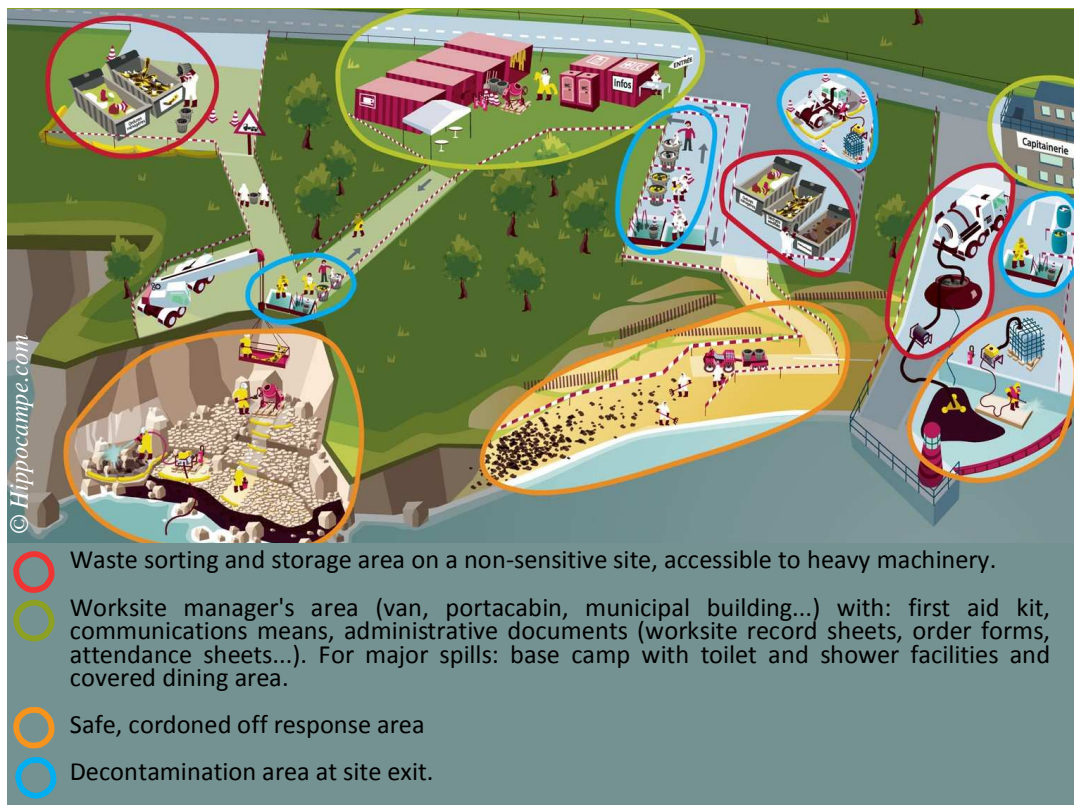 ENTRÉE
infos
Capitainerie
© Hippocampe.com
Waste sorting and storage area on a non-sensitive site, accessible to heavy machinery.
Worksite manager's area (van, portacabin, municipal building...) with: first aid kit,
communications means, administrative documents (worksite record sheets, order forms,
attendance sheets...). For major spills: base camp with toilet and shower facilities and
covered dining area.
Safe, cordoned off response area
Decontamination area at site exit.